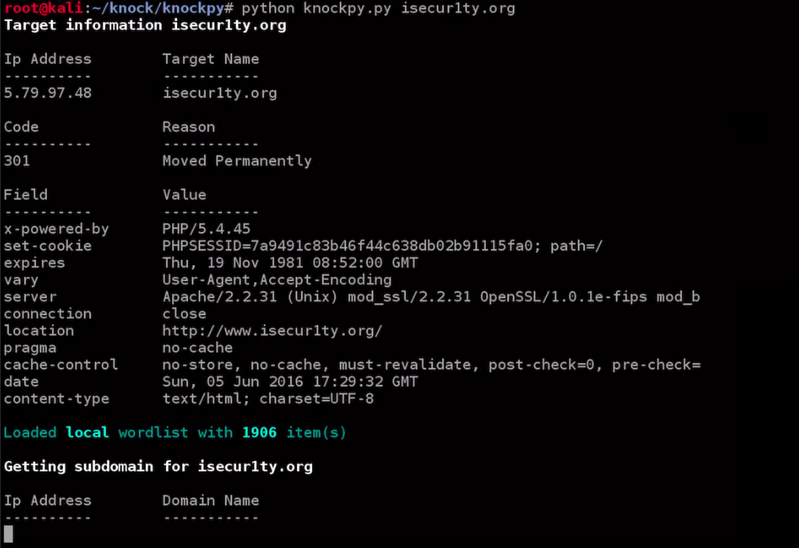 root@kali:~/knock/knockpy# python knockpy.py isecur1ty.org
Target information isecur1ty.org
Ip Address Target Name
---------- -----------
5.79.97.48 isecur1ty.org
Code Reason
---------- -----------
301 Moved Permanently
Field Value
---------- -----------
x-powered-by PHP/5.4.45
set-cookie PHPSESSID=7a9491c83b46f44c638db02b91115fa0; path=/
expires Thu, 19 Nov 1981 08:52:00 GMT
vary User-Agent,Accept-Encoding
server Apache/2.2.31 (Unix) mod_ssl/2.2.31 OpenSSL/1.0.1e-fips mod_b
connection close
location http://www.isecur1ty.org/
pragma no-cache
cache-control no-store, no-cache, must-revalidate, post-check=0, pre-check=
date Sun, 05 Jun 2016 17:29:32 GMT
content-type text/html; charset=UTF-8
Loaded local wordlist with 1906 item(s)
Getting subdomain for isecur1ty.org
Ip Address Domain Name
---------- -----------